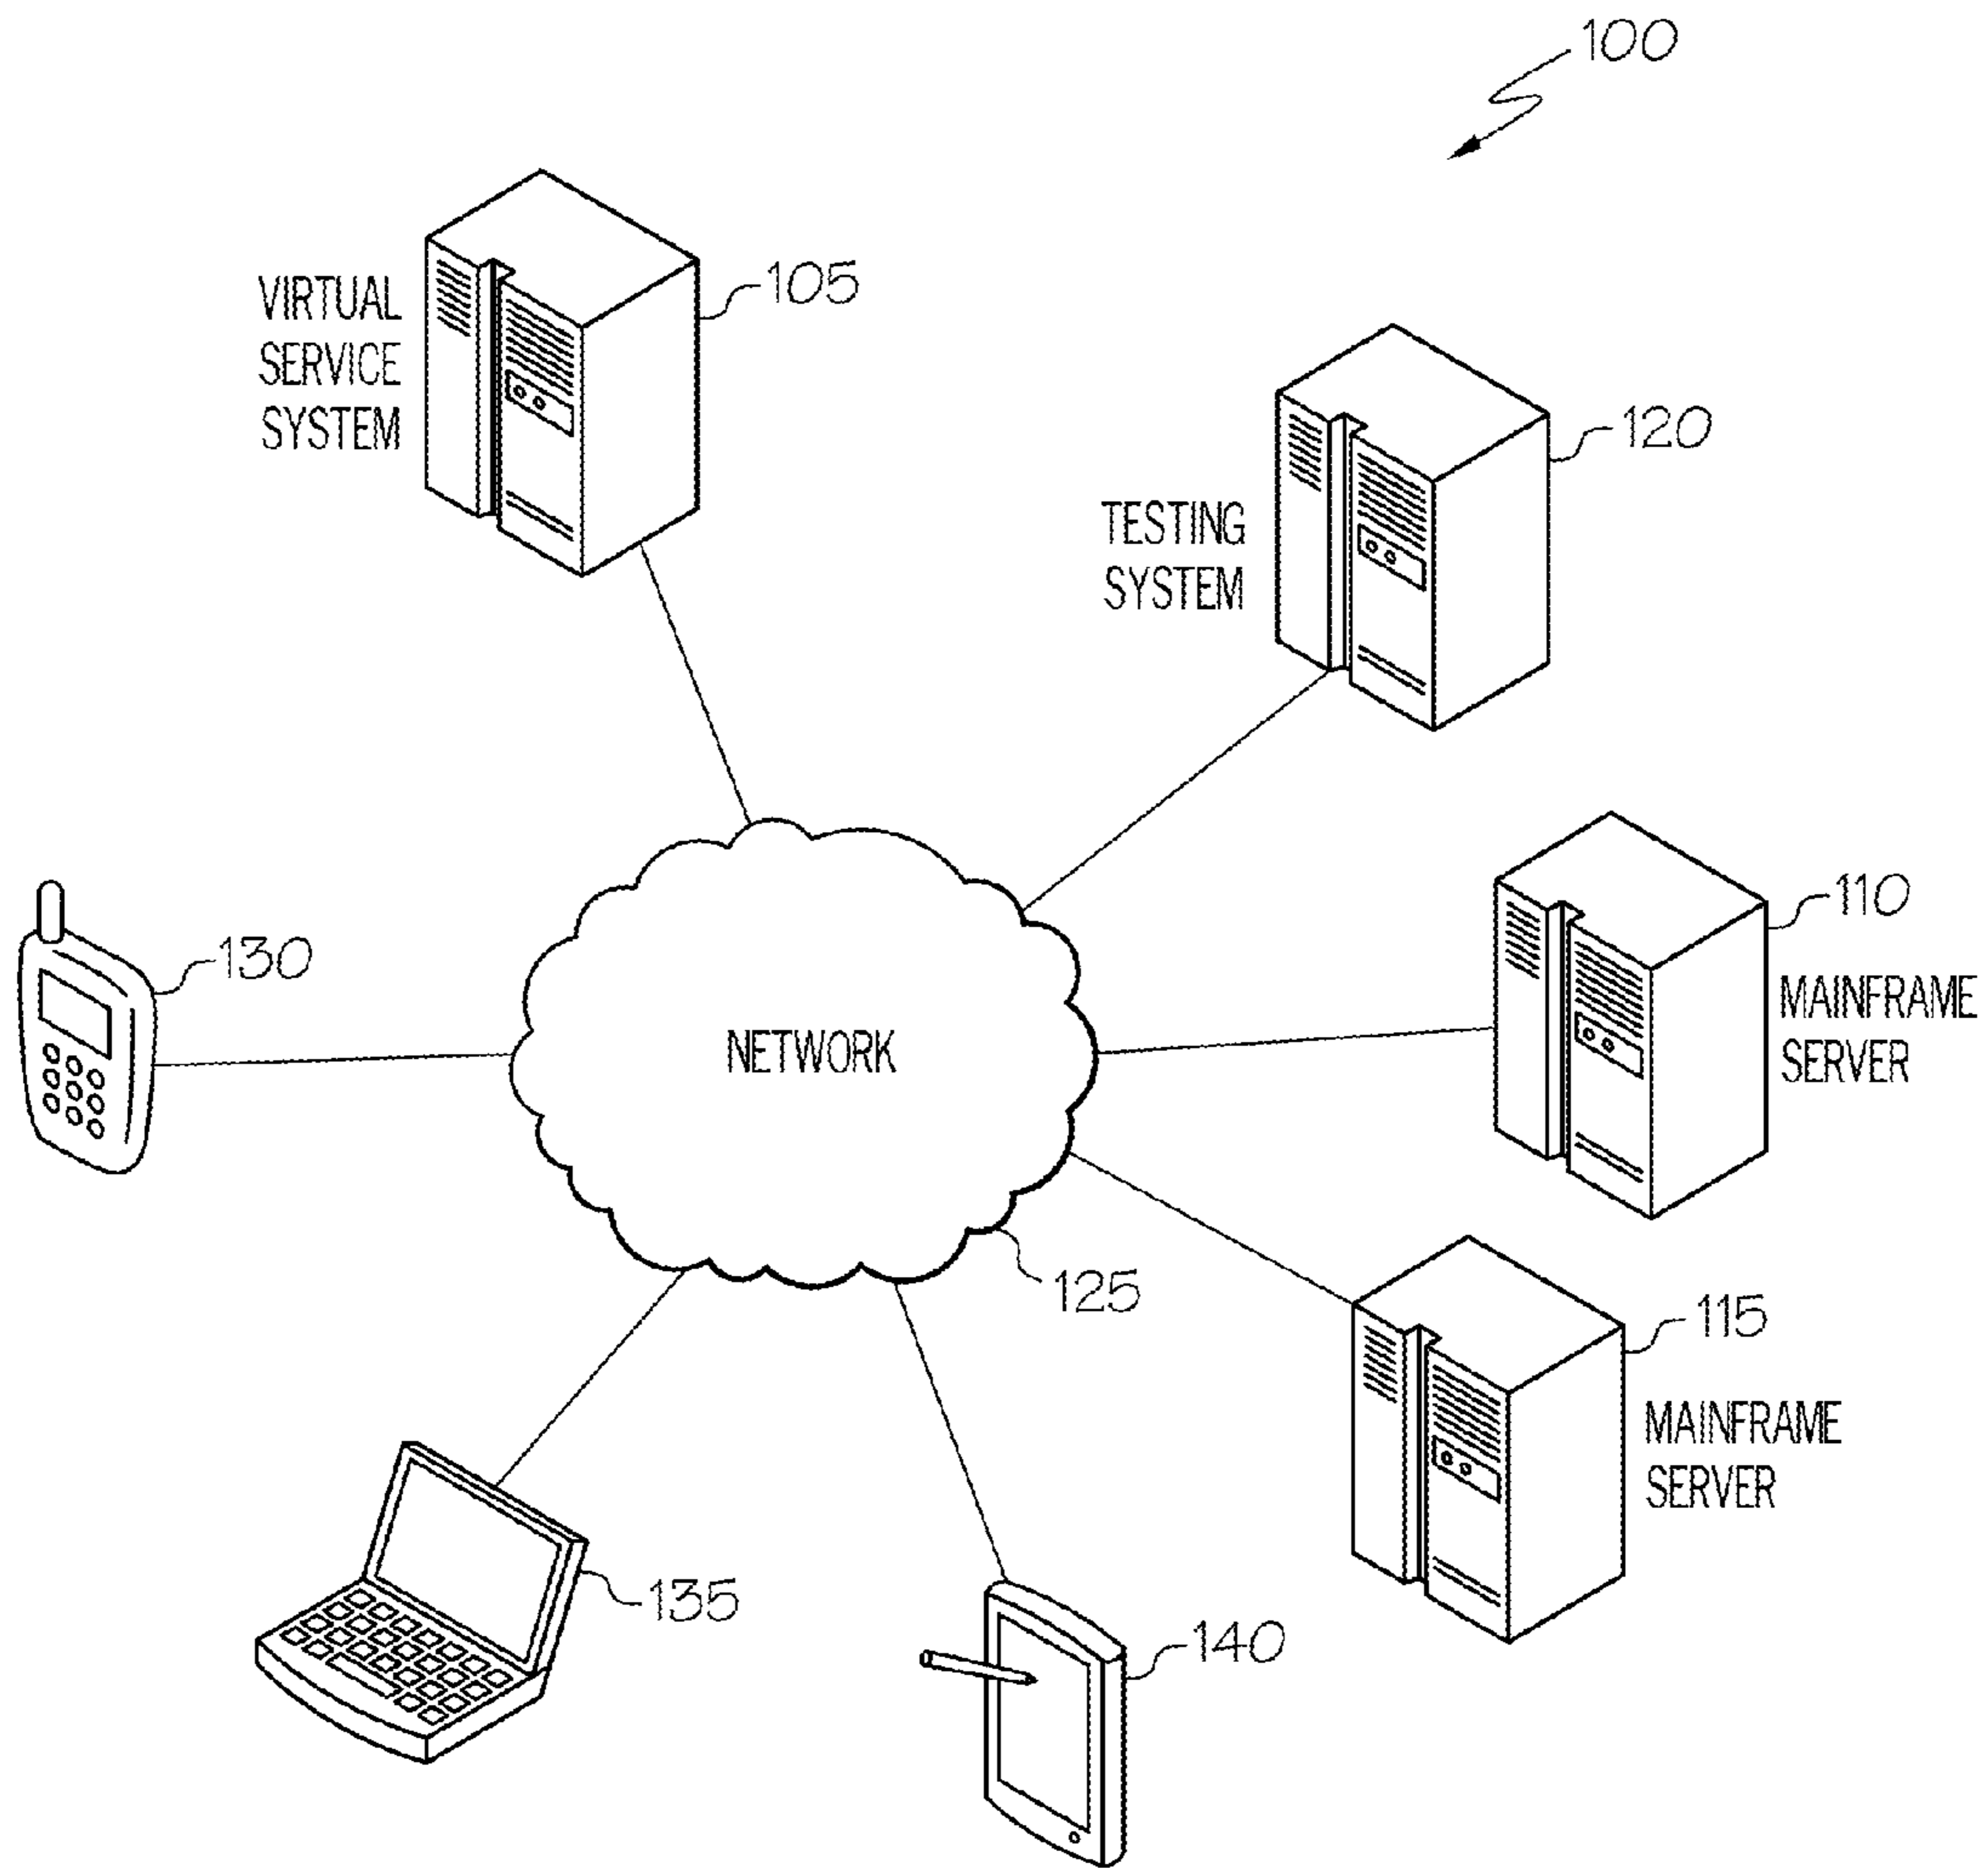 100
105
VIRTUAL
SERVICE
SYSTEM
120
TESTING
SYSTEM
110
MAINFRAME
SERVER
130
NETWORK
125
115
MAINFRAME
SERVER
135
140